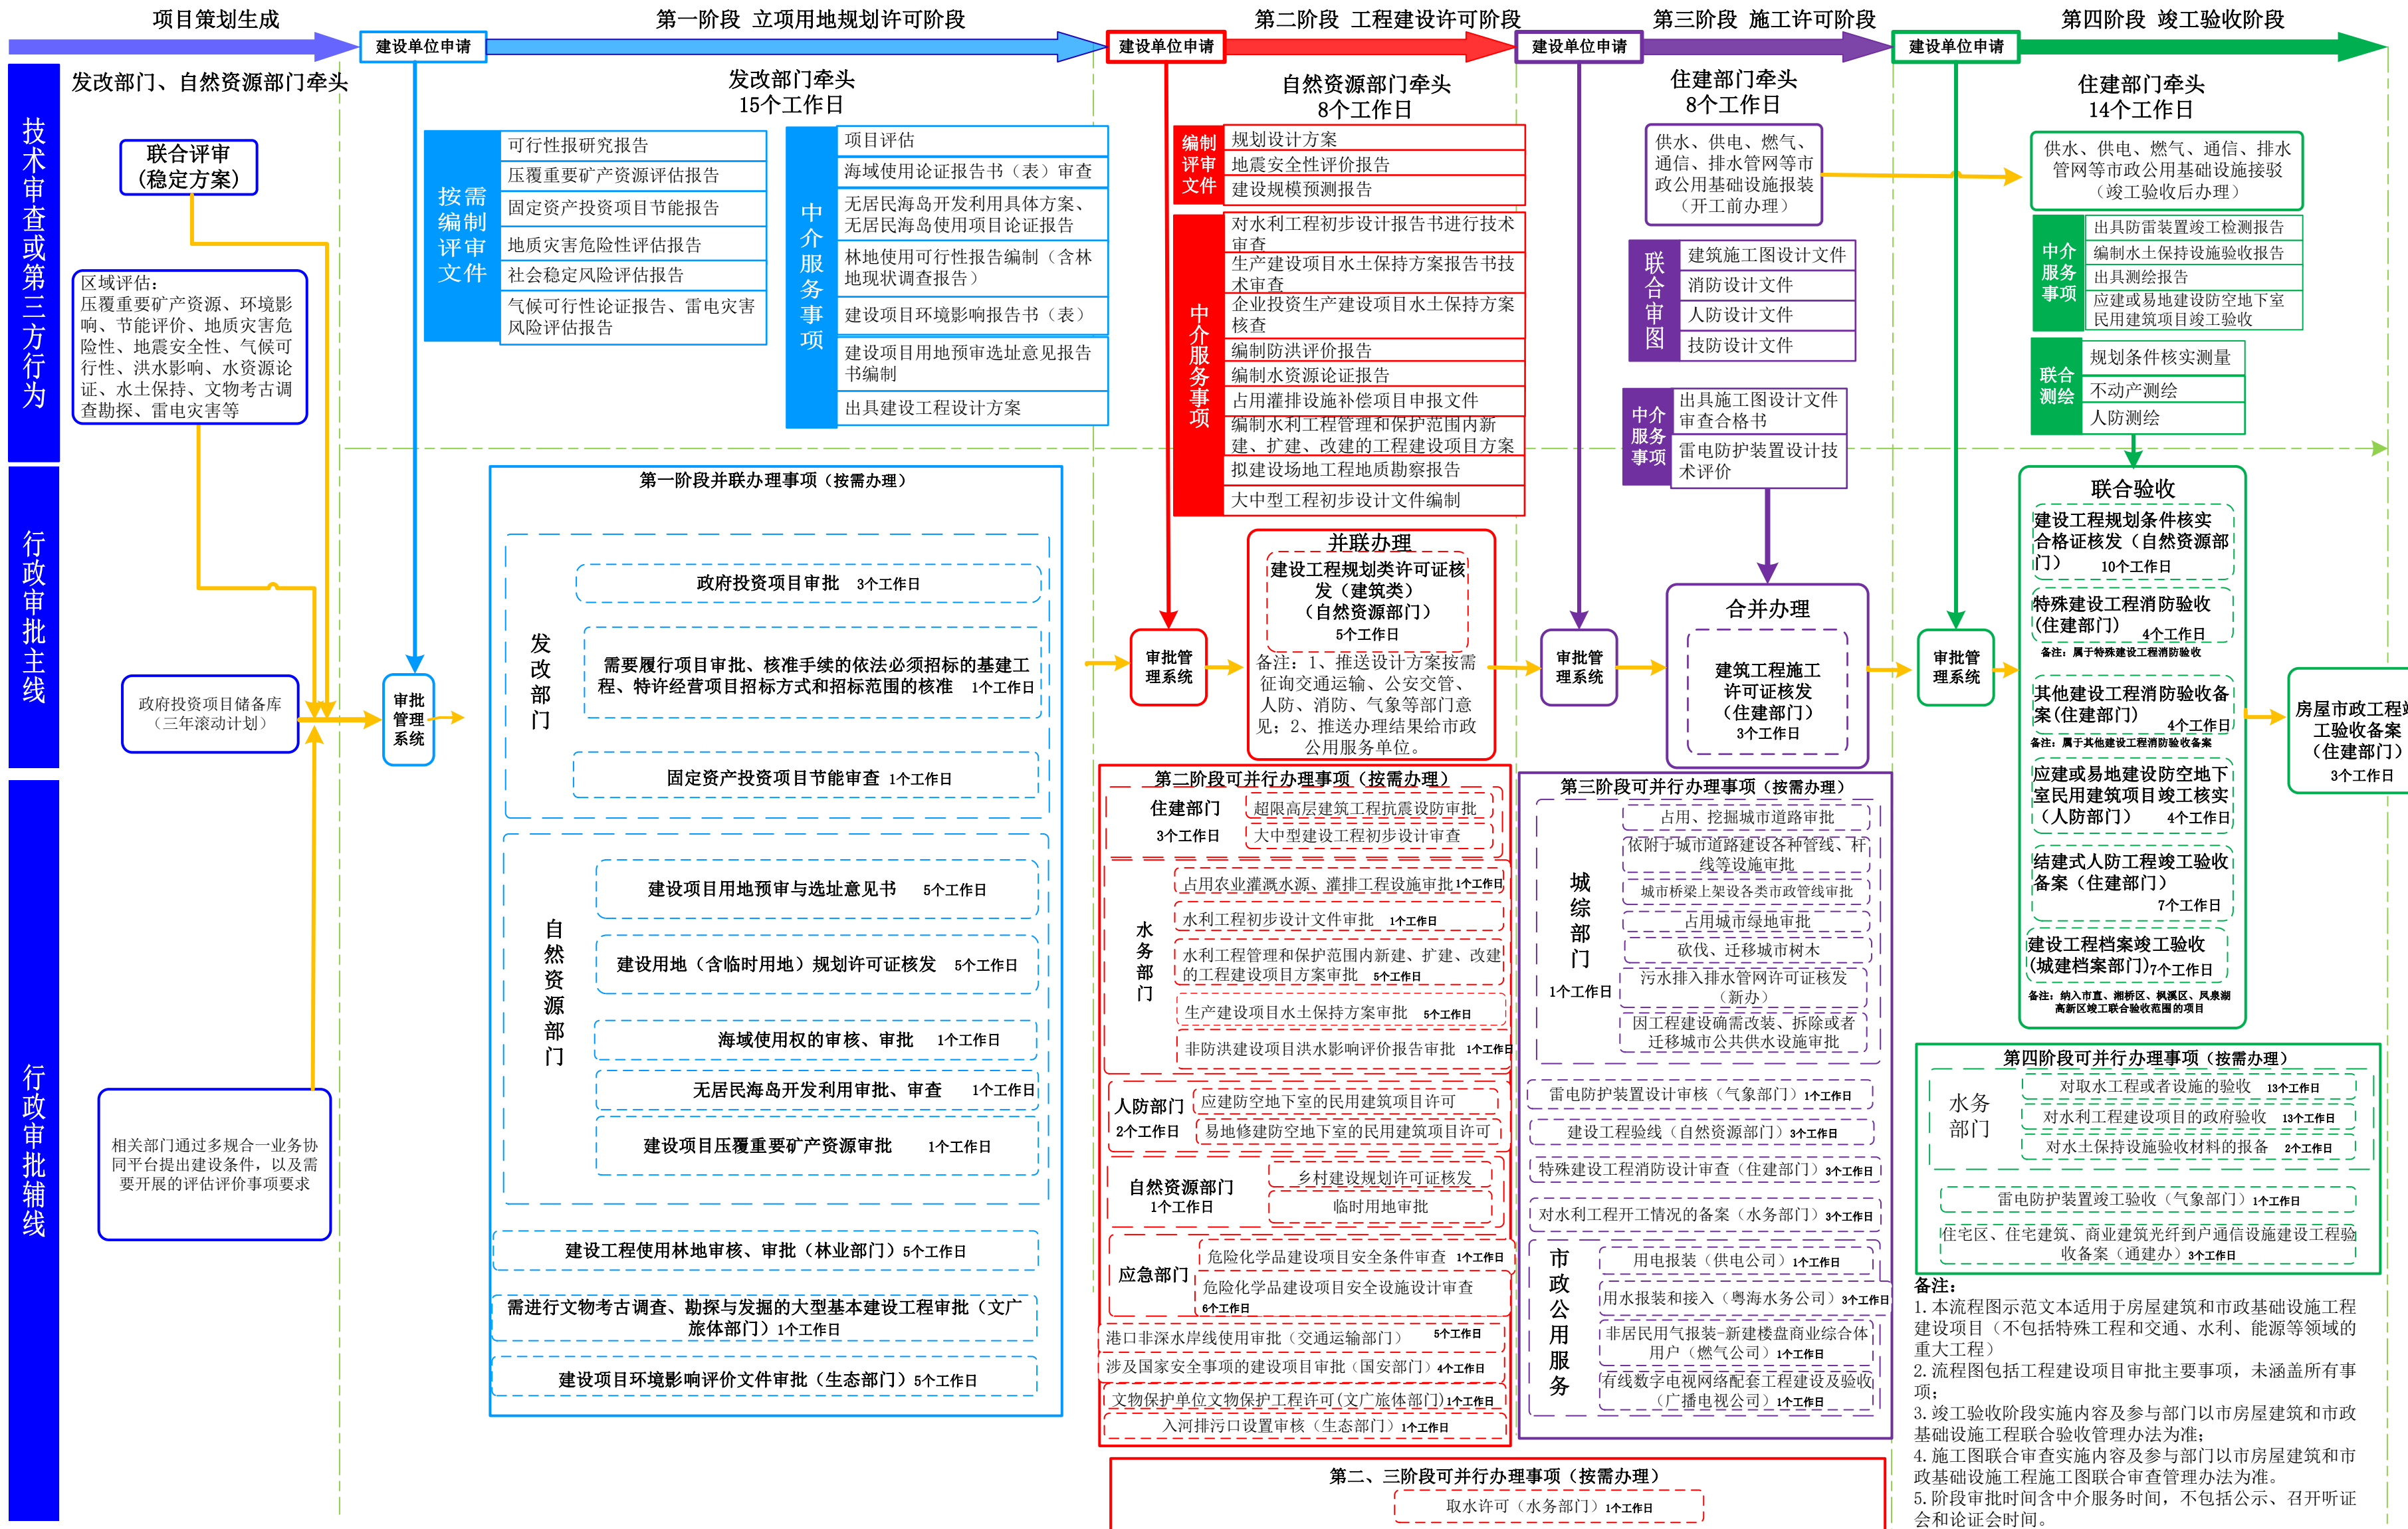 项目策划生成
第一阶段 立项用地规划许可阶段
第二阶段 工程建设许可阶段
第三阶段 施工许可阶段
第四阶段 竣工验收阶段
建设单位申请
建设单位申请
建设单位申请
建设单位申请
技术审查或第三方行为
行政审批主线
行政审批辅线
发改部门、自然资源部门牵头
联合评审
(稳定方案)
区域评估：
压覆重要矿产资源、环境影
响、节能评价、地质灾害危
险性、地震安全性、气候可
行性、洪水影响、水资源论
证、水土保持、文物考古调
查勘探、雷电灾害等
政府投资项目储备库
（三年滚动计划）
相关部门通过多规合一业务协
同平台提出建设条件，以及需
要开展的评估评价事项要求
发改部门牵头
15个工作日
按需
编制
评审
文件
可行性报研究报告
压覆重要矿产资源评估报告
固定资产投资项目节能报告
地质灾害危险性评估报告
社会稳定风险评估报告
气候可行性论证报告、雷电灾害
风险评估报告
中介服务事项
项目评估
海域使用论证报告书（表）审查
无居民海岛开发利用具体方案、
无居民海岛使用项目论证报告
林地使用可行性报告编制（含林
地现状调查报告）
建设项目环境影响报告书（表）
建设项目用地预审选址意见报告
书编制
出具建设工程设计方案
审批
管理
系统
第一阶段并联办理事项（按需办理）
发改部门
政府投资项目审批 3个工作日
需要履行项目审批、核准手续的依法必须招标的基建工
程、特许经营项目招标方式和招标范围的核准 1个工作日
固定资产投资项目节能审查 1个工作日
自然资源部门
建设项目用地预审与选址意见书 5个工作日
建设用地（含临时用地）规划许可证核发 5个工作日
海域使用权的审核、审批 1个工作日
无居民海岛开发利用审批、审查 1个工作日
建设项目压覆重要矿产资源审批 1个工作日
建设工程使用林地审核、审批（林业部门）5个工作日
需进行文物考古调查、勘探与发掘的大型基本建设工程审批（文广
旅体部门）1个工作日
建设项目环境影响评价文件审批（生态部门）5个工作日
自然资源部门牵头
8个工作日
编制
评审
文件
规划设计方案
地震安全性评价报告
建设规模预测报告
中介服务事项
对水利工程初步设计报告书进行技术
审查
生产建设项目水土保持方案报告书技
术审查
企业投资生产建设项目水土保持方案
核查
编制防洪评价报告
编制水资源论证报告
占用灌排设施补偿项目申报文件
编制水利工程管理和保护范围内新
建、扩建、改建的工程建设项目方案
拟建设场地工程地质勘察报告
大中型工程初步设计文件编制
审批管
理系统
并联办理
建设工程规划类许可证核
发（建筑类）
（自然资源部门）
5个工作日
备注：1、推送设计方案按需
征询交通运输、公安交管、
人防、消防、气象等部门意
见；2、推送办理结果给市政
公用服务单位。
第二阶段可并行办理事项（按需办理）
住建部门
3个工作日
超限高层建筑工程抗震设防审批
大中型建设工程初步设计审查
水务部门
占用农业灌溉水源、灌排工程设施审批1个工作日
水利工程初步设计文件审批 1个工作日
水利工程管理和保护范围内新建、扩建、改建
的工程建设项目方案审批 5个工作日
生产建设项目水土保持方案审批 5个工作日
非防洪建设项目洪水影响评价报告审批 1个工作日
人防部门
2个工作日
应建防空地下室的民用建筑项目许可
易地修建防空地下室的民用建筑项目许可
自然资源部门
1个工作日
乡村建设规划许可证核发
临时用地审批
应急部门
危险化学品建设项目安全条件审查 1个工作日
危险化学品建设项目安全设施设计审查
6个工作日
港口非深水岸线使用审批（交通运输部门） 5个工作日
涉及国家安全事项的建设项目审批（国安部门）4个工作日
文物保护单位文物保护工程许可(文广旅体部门)1个工作日
入河排污口设置审核（生态部门）1个工作日
第二、三阶段可并行办理事项（按需办理）
取水许可（水务部门）1个工作日
住建部门牵头
8个工作日
供水、供电、燃气、
通信、排水管网等市
政公用基础设施报装
（开工前办理）
联合审图
建筑施工图设计文件
消防设计文件
人防设计文件
技防设计文件
中介
服务
事项
出具施工图设计文件
审查合格书
雷电防护装置设计技
术评价
审批管
理系统
合并办理
建筑工程施工
许可证核发
（住建部门）
3个工作日
第三阶段可并行办理事项（按需办理）
城综部门
1个工作日
占用、挖掘城市道路审批
依附于城市道路建设各种管线、杆
线等设施审批
城市桥梁上架设各类市政管线审批
占用城市绿地审批
砍伐、迁移城市树木
污水排入排水管网许可证核发
（新办）
因工程建设确需改装、拆除或者
迁移城市公共供水设施审批
雷电防护装置设计审核（气象部门）1个工作日
建设工程验线（自然资源部门）3个工作日
特殊建设工程消防设计审查（住建部门）3个工作日
对水利工程开工情况的备案（水务部门）3个工作日
市政公用服务
用电报装（供电公司）1个工作日
用水报装和接入（粤海水务公司）3个工作日
非居民用气报装-新建楼盘商业综合体
用户（燃气公司）1个工作日
有线数字电视网络配套工程建设及验收
（广播电视公司）1个工作日
住建部门牵头
14个工作日
供水、供电、燃气、通信、排水
管网等市政公用基础设施接驳
（竣工验收后办理）
中介
服务
事项
出具防雷装置竣工检测报告
编制水土保持设施验收报告
出具测绘报告
应建或易地建设防空地下室
民用建筑项目竣工验收
联合
测绘
规划条件核实测量
不动产测绘
人防测绘
审批管
理系统
联合验收
建设工程规划条件核实
合格证核发（自然资源部
门） 10个工作日
特殊建设工程消防验收
(住建部门) 4个工作日
备注：属于特殊建设工程消防验收
其他建设工程消防验收备
案(住建部门) 4个工作日
备注：属于其他建设工程消防验收备案
应建或易地建设防空地下
室民用建筑项目竣工核实
（人防部门） 4个工作日
结建式人防工程竣工验收
备案（住建部门）
7个工作日
建设工程档案竣工验收
(城建档案部门)7个工作日
备注：纳入市直、湘桥区、枫溪区、凤泉湖
高新区竣工联合验收范围的项目
房屋市政工程
工验收备案
（住建部门）
3个工作日
第四阶段可并行办理事项（按需办理）
水务
部门
对取水工程或者设施的验收 13个工作日
对水利工程建设项目的政府验收 13个工作日
对水土保持设施验收材料的报备 2个工作日
雷电防护装置竣工验收（气象部门）1个工作日
住宅区、住宅建筑、商业建筑光纤到户通信设施建设工程验
收备案（通建办）3个工作日
备注：
1.本流程图示范文本适用于房屋建筑和市政基础设施工程
建设项目（不包括特殊工程和交通、水利、能源等领域的
重大工程）
2.流程图包括工程建设项目审批主要事项，未涵盖所有事
项；
3.竣工验收阶段实施内容及参与部门以市房屋建筑和市政
基础设施工程联合验收管理办法为准；
4.施工图联合审查实施内容及参与部门以市房屋建筑和市
政基础设施工程施工图联合审查管理办法为准。
5.阶段审批时间含中介服务时间，不包括公示、召开听证
会和论证会时间。